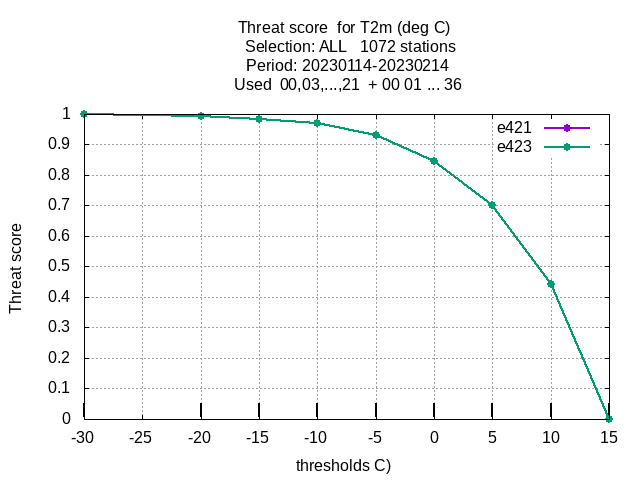 Threat score  for T2m (deg C)
Selection: ALL   1072 stations
Period: 20230114-20230214
Used  00,03,...,21  + 00 01 ... 36
e421
e423
1
0.9
0.8
0.7
0.6
0.5
0.4
0.3
0.2
0.1
0
Threat score
-30 -25 -20 -15 -10 -5 0 5 10 15
thresholds C)